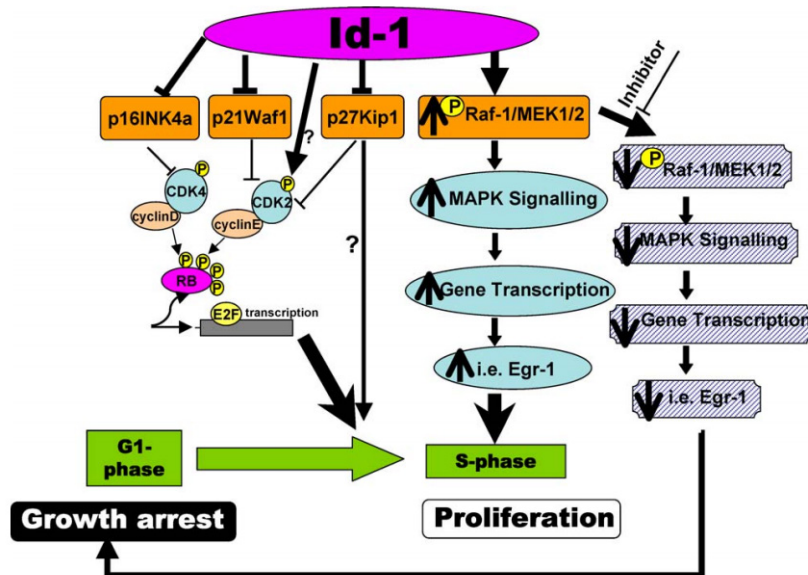 Id-1
p16INK4a
p21Waf1
p27Kip1
P
Raf-1/MEK1/2
Inhibitor
?
P
CDK4
cyclinD
P
CDK2
cyclinE
P
Raf-1/MEK1/2
MAPK Signalling
MAPK Signalling
?
P
P
P
P
RB
E2F
transcription
Gene Transcription
Gene Transcription
i.e. Egr-1
i.e. Egr-1
G1-
phase
S-phase
Growth arrest
Proliferation